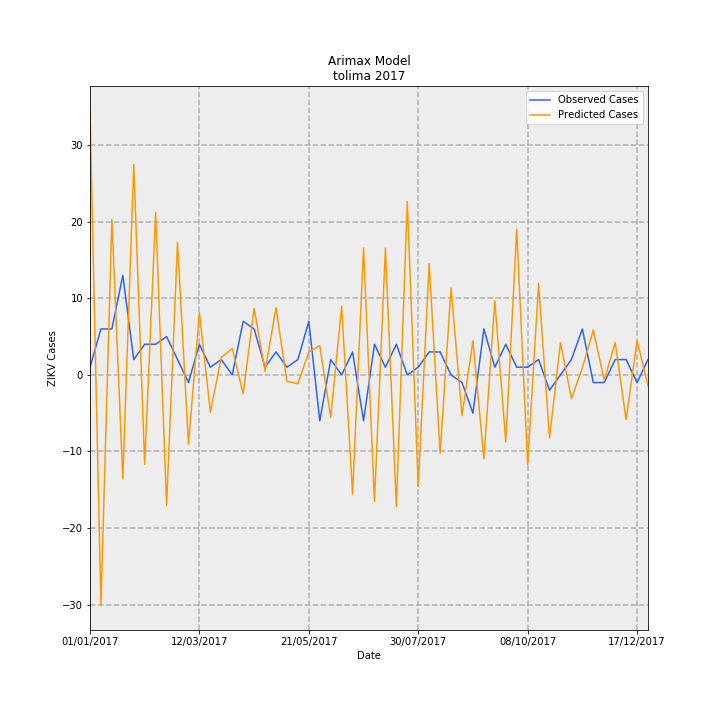 Arimax Model
tolima 2017
Observed Cases
Predicted Cases
ZIKV Cases
30
20
10
0
−10
−20
−30
01/01/2017 12/03/2017 21/05/2017 30/07/2017 08/10/2017 17/12/2017
Date